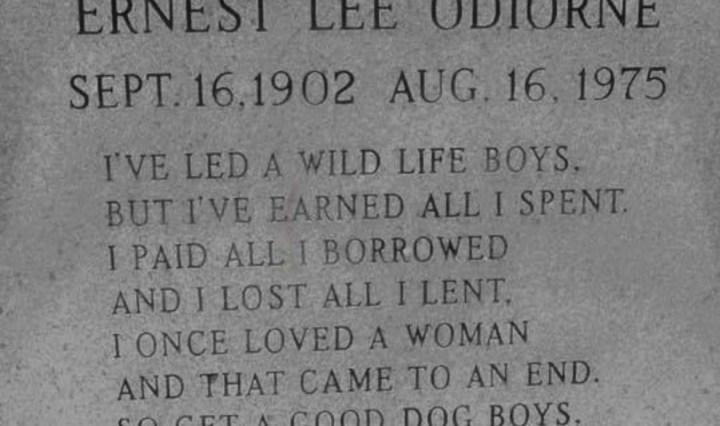 ERNEST LEE ODIORNE
SEPT. 16, 1902 AUG. 16, 1975
I'VE LED A WILD LIFE BOYS,
BUT I'VE EARNED ALL I SPENT.
I PAID ALL I BORROWED
AND I LOST ALL I LENT.
I ONCE LOVED A WOMAN
AND THAT CAME TO AN END.
SO GET A GOOD DOG BOYS,